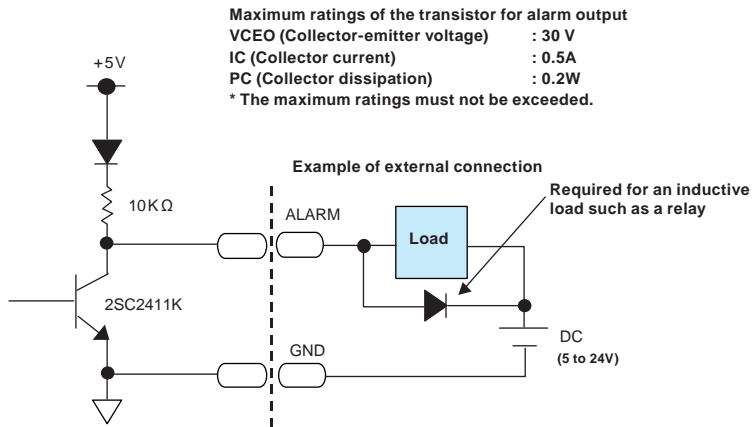 Maximum ratings of the transistor for alarm output
VCEO (Collector-emitter voltage) : 30 V
IC (Collector current) : 0.5A
PC (Collector dissipation) : 0.2W
* The maximum ratings must not be exceeded.
+5V
Example of external connection
Required for an inductive
load such as a relay
10KΩ
ALARM
Load
2SC2411K
DC
(5 to 24V)
GND